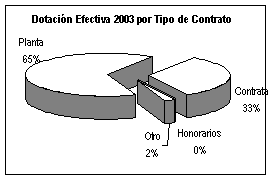 Dotación Efectiva 2003 por Tipo de Contrato
Planta
65%
Contrata
33%
Otro
2%
Honorarios
0%